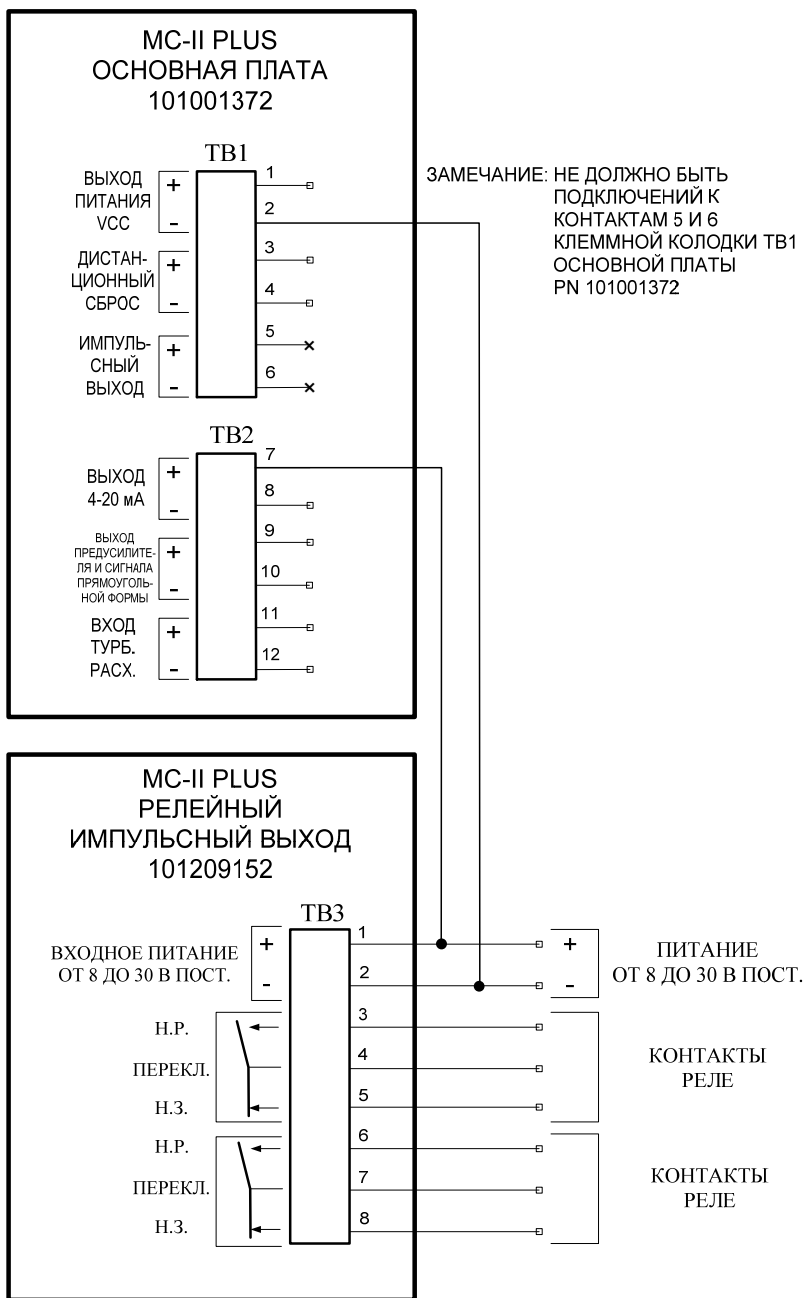 MC-II PLUS
ОСНОВНАЯ ПЛАТА
101001372
TB1
ВЫХОД
ПИТАНИЯ
VCC
+
-
1
2
ДИСТАН-
ЦИОННЫЙ
СБРОС
+
-
3
4
ИМПУЛЬ-
СНЫЙ
ВЫХОД
+
-
5
6
ЗАМЕЧАНИЕ: НЕ ДОЛЖНО БЫТЬ
ПОДКЛЮЧЕНИЙ К
КОНТАКТАМ 5 И 6
КЛЕММНОЙ КОЛОДКИ TB1
ОСНОВНОЙ ПЛАТЫ
PN 101001372
TB2
ВЫХОД
4-20 мА
+
-
7
8
ВЫХОД
ПРЕДУСИЛИТЕ-
ЛЯ И СИГНАЛА
ПРЯМОУГОЛЬ-
НОЙ ФОРМЫ
+
-
9
10
ВХОД
ТУРБ.
РАСХ.
+
-
11
12
MC-II PLUS
РЕЛЕЙНЫЙ
ИМПУЛЬСНЫЙ ВЫХОД
101209152
TB3
ВХОДНОЕ ПИТАНИЕ
ОТ 8 ДО 30 В ПОСТ.
+
-
1
2
+
-
ПИТАНИЕ
ОТ 8 ДО 30 В ПОСТ.
Н.Р.
3
ПЕРЕКЛ.
4
Н.З.
5
КОНТАКТЫ
РЕЛЕ
Н.Р.
6
ПЕРЕКЛ.
7
Н.З.
8
КОНТАКТЫ
РЕЛЕ